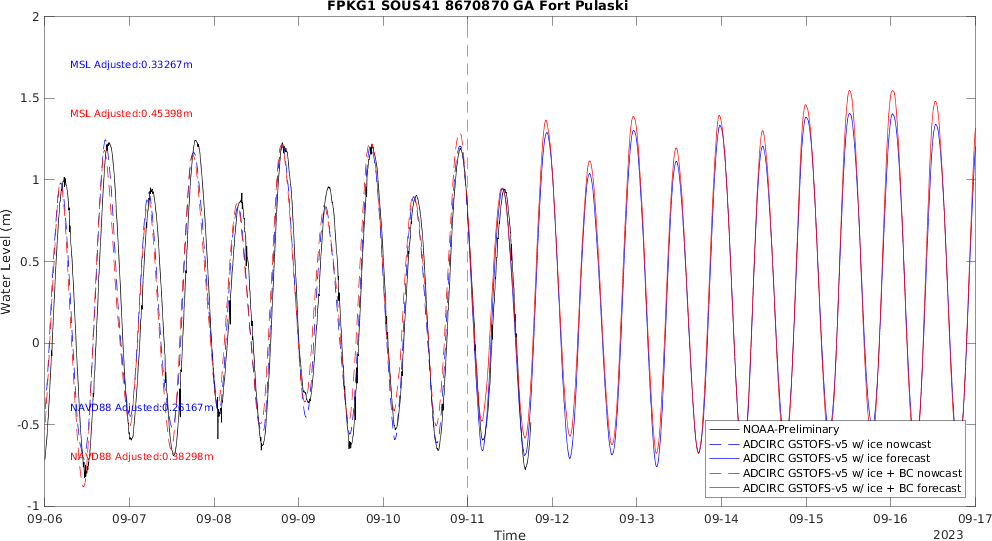 FPKG1 SOUS41 8670870 GA Fort Pulaski
2
1.5
1
0.5
0
-0.5
-1
Water Level (m)
MSL Adjusted:0.33267m
MSL Adjusted:0.45398m
NAVD88 Adjusted:0.26167m
NAVD88 Adjusted:0.38298m
NOAA-Preliminary
ADCIRC GSTOFS-v5 w/ ice nowcast
ADCIRC GSTOFS-v5 w/ ice forecast
ADCIRC GSTOFS-v5 w/ ice + BC nowcast
ADCIRC GSTOFS-v5 w/ ice + BC forecast
09-06 09-07 09-08 09-09 09-10 09-11 09-12 09-13 09-14 09-15 09-16 09-17
Time
2023